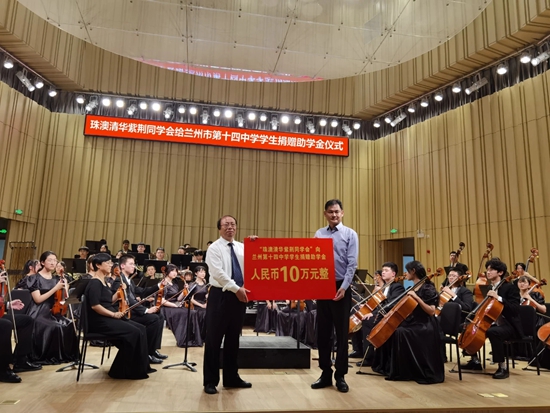 珠澳清华紫荆同学会给兰州市第十四中学学生捐赠助学金仪式
“珠澳清华紫荆同学会”向
兰州第十四中学学生捐赠助学金
人民币10万元整